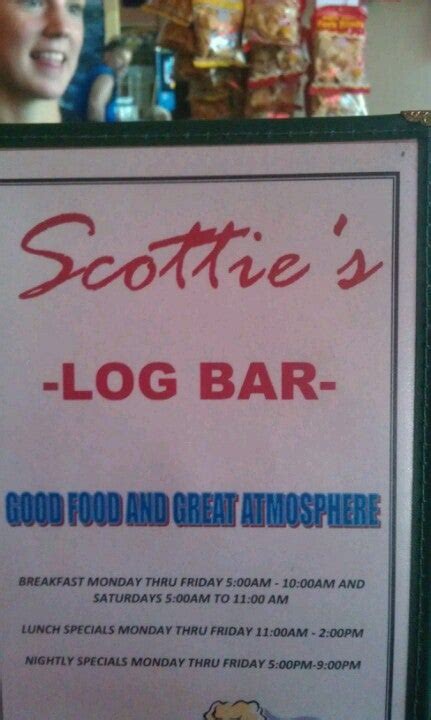 Scottie's
-LOG BAR-
GOOD FOOD AND GREAT ATMOSPHERE
BREAKFAST MONDAY THRU FRIDAY 5:00AM - 10:00AM AND
SATURDAYS 5:00AM TO 11:00 AM
LUNCH SPECIALS MONDAY THRU FRIDAY 11:00AM - 2:00PM
NIGHTLY SPECIALS MONDAY THRU FRIDAY 5:00PM-9:00PM